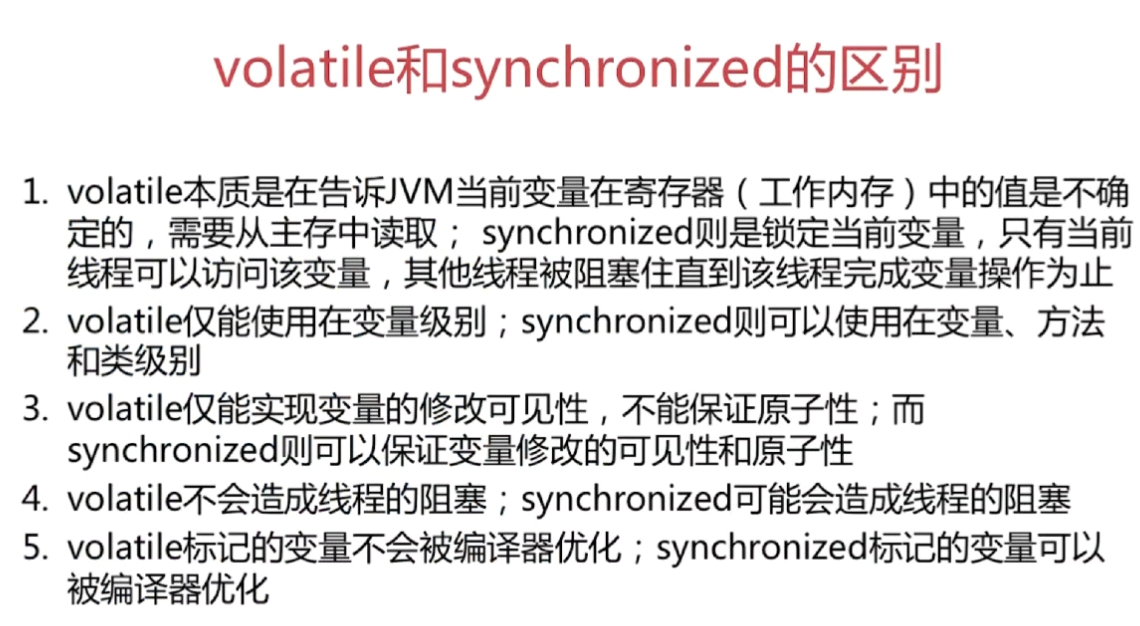 volatile和synchronized的区别
1. volatile本质是在告诉JVM当前变量在寄存器（工作内存）中的值是不确
定的，需要从主存中读取； synchronized则是锁定当前变量，只有当前
线程可以访问该变量，其他线程被阻塞住直到该线程完成变量操作为止
2. volatile仅能使用在变量级别；synchronized则可以使用在变量、方法
和类级别
3. volatile仅能实现变量的修改可见性，不能保证原子性；而
synchronized则可以保证变量修改的可见性和原子性
4. volatile不会造成线程的阻塞；synchronized可能会造成线程的阻塞
5. volatile标记的变量不会被编译器优化；synchronized标记的变量可以
被编译器优化